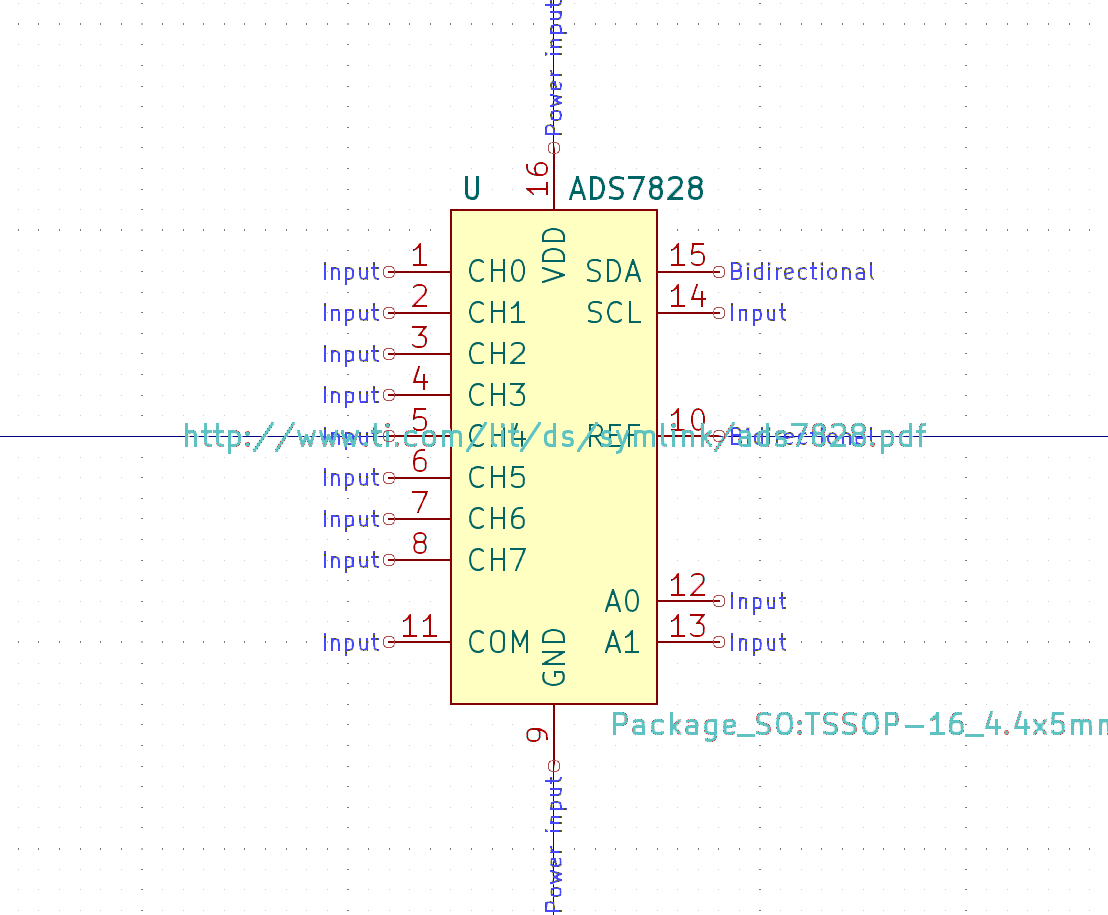 Power input
16
U ADS7828
VDD
Input 1 CH0 SDA 15 Bidirectional
Input 2 CH1 SCL 14 Input
Input 3 CH2
Input 4 CH3
Input 5 CH4 REF 10 Bidirectional
http://www.ti.com/lit/ds/symlink/ads7828.pdf
Input 6 CH5
Input 7 CH6
Input 8 CH7
A0 12 Input
Input 11 COM A1 13 Input
GND
Package_SO:TSSOP-16_4.4x5mm
9
Power input